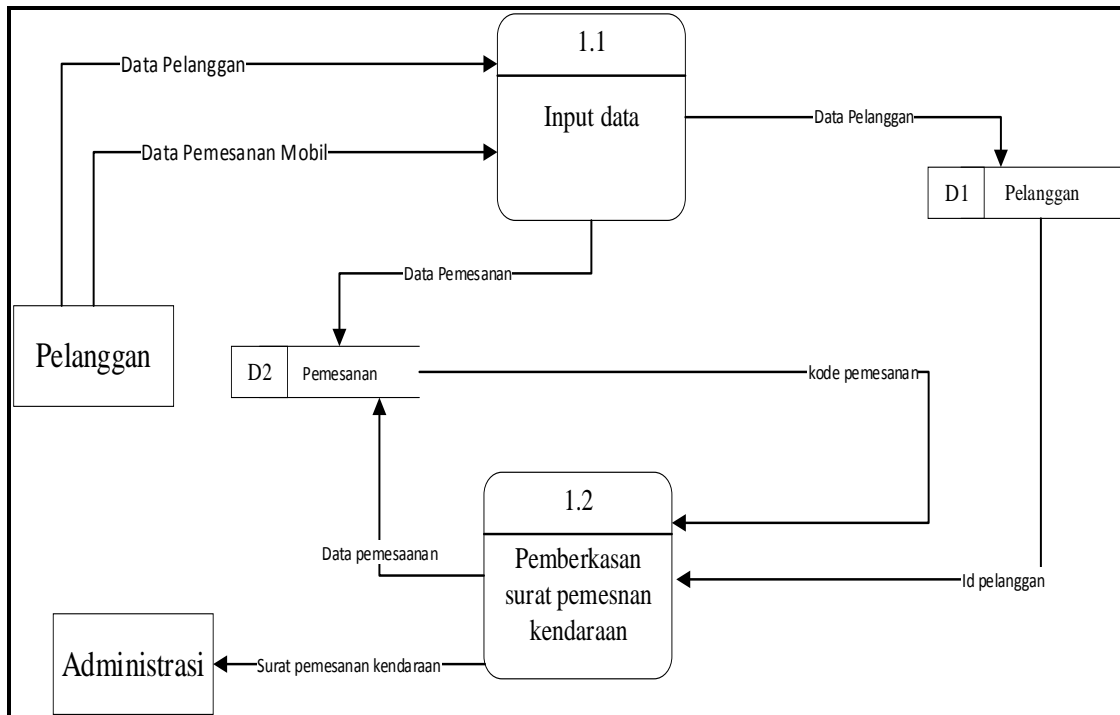 1.1
Data Pelanggan
Input data
Data Pelanggan
Data Pemesanan Mobil
D1
Pelanggan
Data Pemesanan
Pelanggan
D2
Pemesanan
kode pemesanan
1.2
Data pemesaanan
Pemberkasan
surat pemesnan
kendaraan
Id pelanggan
Administrasi
Surat pemesanan kendaraan